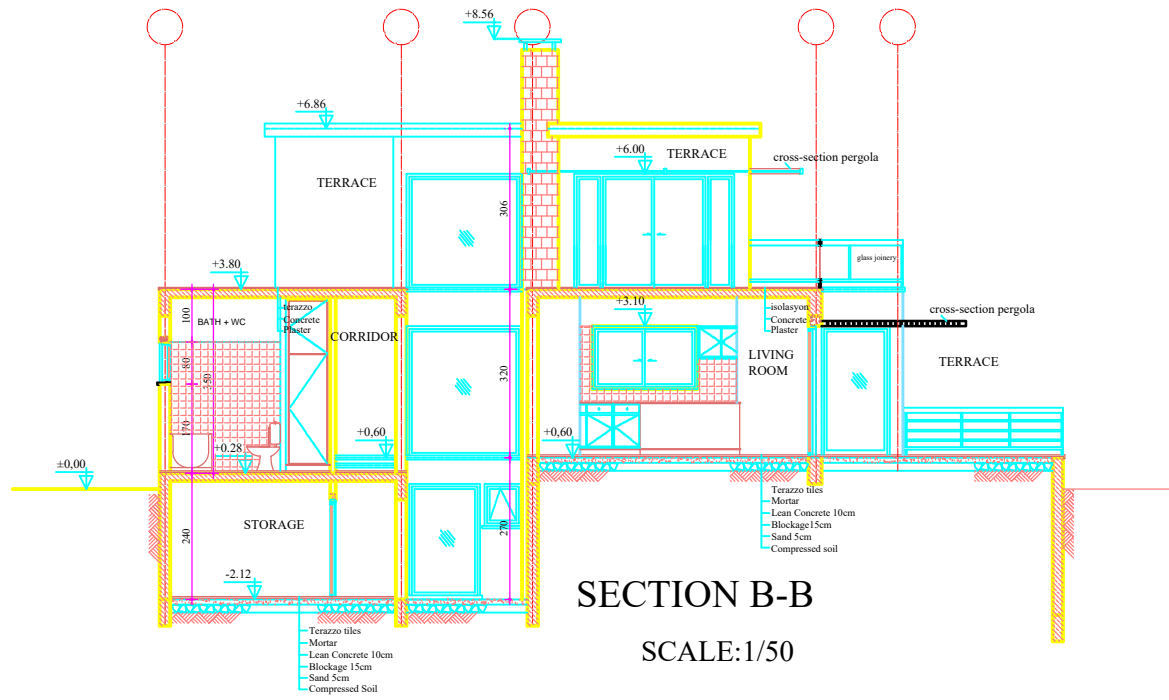 +8.56
+6.86
TERRACE
+6.00
TERRACE
cross-section pergola
306
glass joinery
+3.80
100
BATH + WC
terazzo
Concrete
Plaster
CORRIDOR
+3.10
isolasyon
Concrete
Plaster
cross-section pergola
LIVING
ROOM
TERRACE
80
350
320
170
+0.28
+0,60
+0,60
±0,00
STORAGE
240
270
-2.12
Terazzo tiles
Mortar
Lean Concrete 10cm
Blockage15cm
Sand 5cm
Compressed soil
SECTION B-B
SCALE:1/50
Terazzo tiles
Mortar
Lean Concrete 10cm
Blockage 15cm
Sand 5cm
Compressed Soil